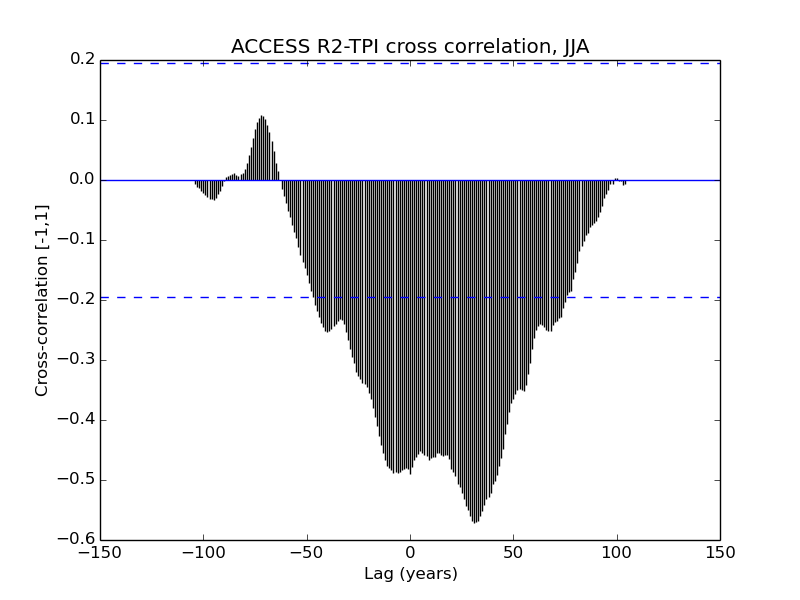 ACCESS R2-TPI cross correlation, JJA
0.2
0.1
0.0
−0.1
−0.2
−0.3
−0.4
−0.5
−0.6
Cross-correlation [-1,1]
−150 −100 −50 0 50 100 150
Lag (years)